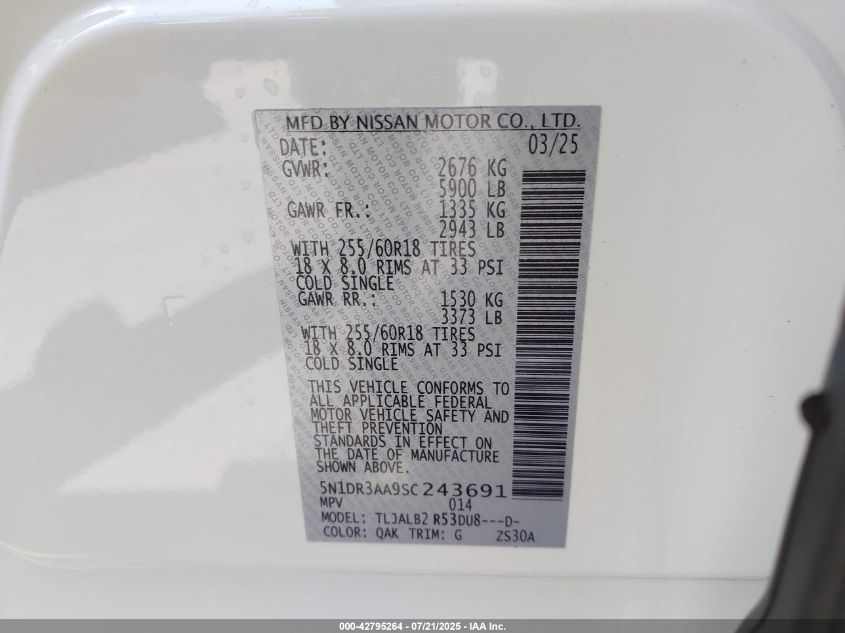 MFD BY NISSAN MOTOR CO., LTD.
DATE: 03/25
GVWR: 2676 KG
5900 LB
GAWR FR.: 1335 KG
2943 LB
WITH 255/60R18 TIRES
18 X 8.0 RIMS AT 33 PSI
COLD SINGLE
GAWR RR.: 1530 KG
3373 LB
WITH 255/60R18 TIRES
18 X 8.0 RIMS AT 33 PSI
COLD SINGLE
THIS VEHICLE CONFORMS TO
ALL APPLICABLE FEDERAL
MOTOR VEHICLE SAFETY AND
THEFT PREVENTION
STANDARDS IN EFFECT ON
THE DATE OF MANUFACTURE
SHOWN ABOVE.
5N1DR3AA9SC243691
MPV 014
MODEL: TLJALB2 R53DU8---D-
COLOR: QAK TRIM: G ZS30A
000-42795264 - 07/21/2025 - IAA Inc.